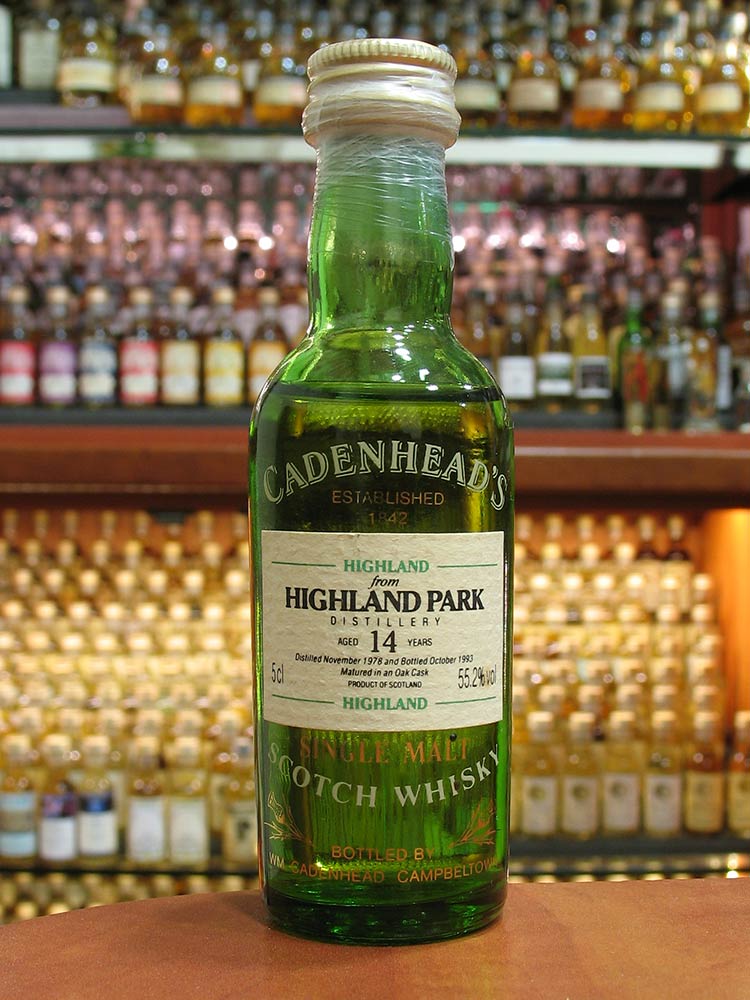 CADENHEAD'S
ESTABLISHED
1842
HIGHLAND
from
HIGHLAND PARK
DISTILLERY
AGED 14 YEARS
Distilled November 1978 and Bottled October 1993
Matured in an Oak Cask
5cl PRODUCT OF SCOTLAND 55.2%vol
HIGHLAND
SINGLE MALT
SCOTCH WHISKY
BOTTLED BY
WM CADENHEAD CAMPBELTOWN